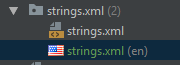 strings.xml (2)
strings.xml
strings.xml (en)